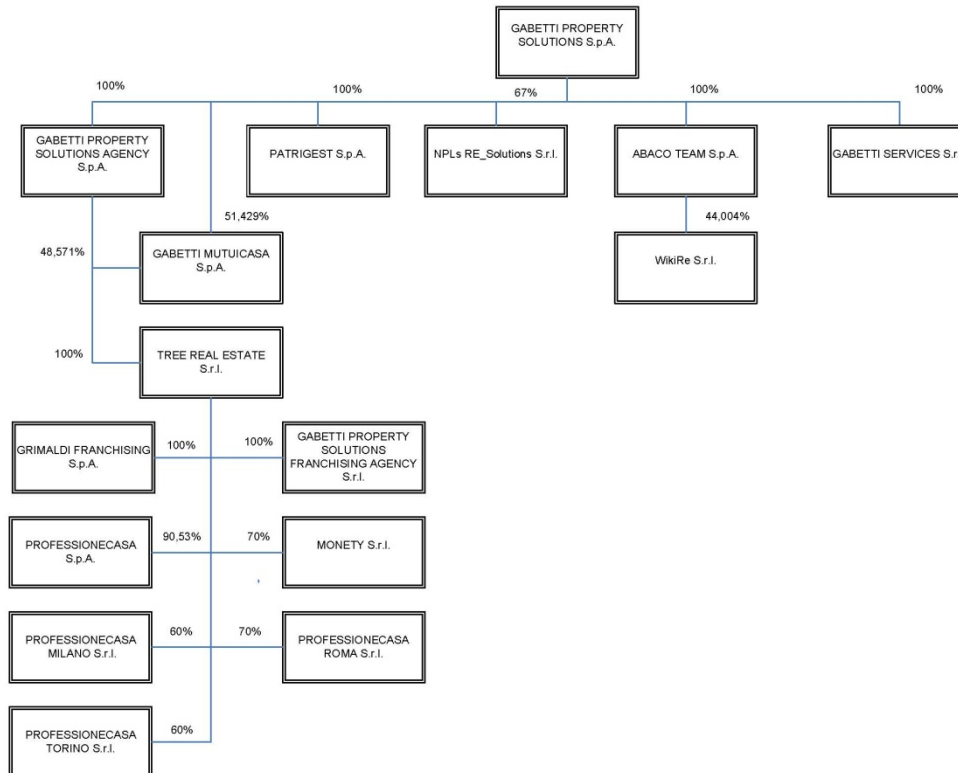 GABETTI PROPERTY
SOLUTIONS S.p.A.
100%
100%
67%
100%
100%
GABETTI PROPERTY
SOLUTIONS AGENCY
S.p.A.
PATRIGEST S.p.A.
NPLs RE_Solutions S.r.l.
ABACO TEAM S.p.A.
GABETTI SERVICES S.r
51,429%
44,004%
48,571%
GABETTI MUTUICASA
S.p.A.
WikiRe S.r.l.
100%
TREE REAL ESTATE
S.r.l.
GRIMALDI FRANCHISING
S.p.A.
100%
100%
GABETTI PROPERTY
SOLUTIONS
FRANCHISING AGENCY
S.r.l.
PROFESSIONECASA
S.p.A.
90,53%
70%
MONETY S.r.l.
PROFESSIONECASA
MILANO S.r.l.
60%
70%
PROFESSIONECASA
ROMA S.r.l.
PROFESSIONECASA
TORINO S.r.l.
60%